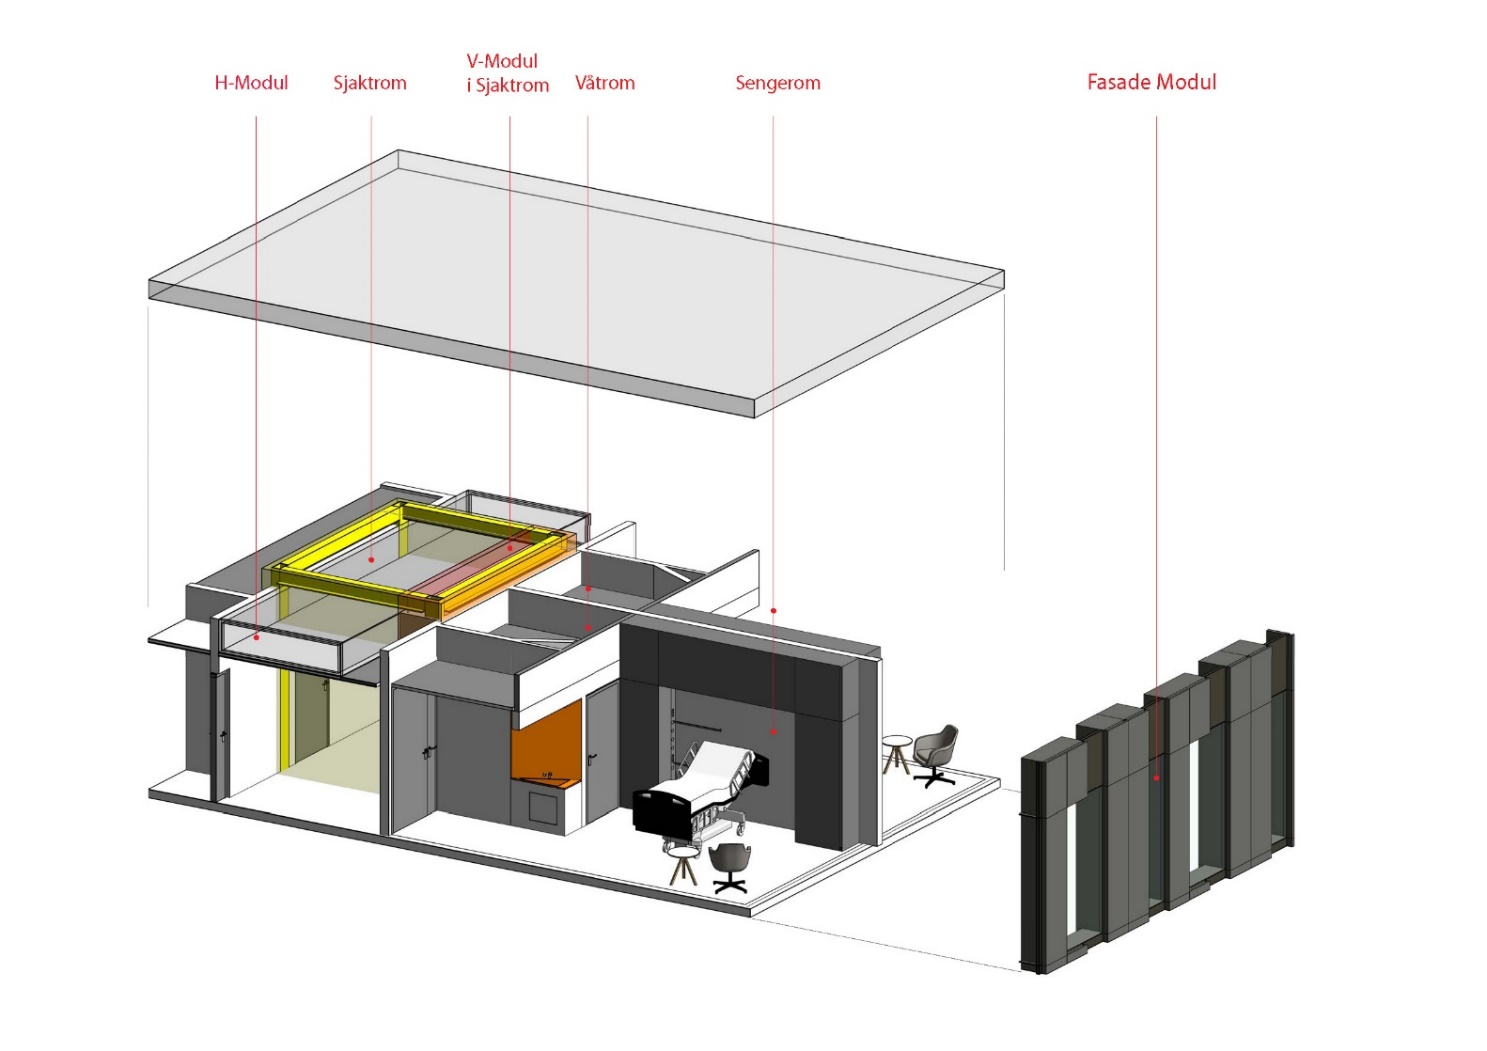 H-Modul
Sjaktrom
V-Modul
i Sjaktrom
Våtrom
Sengerom
Fasade Modul